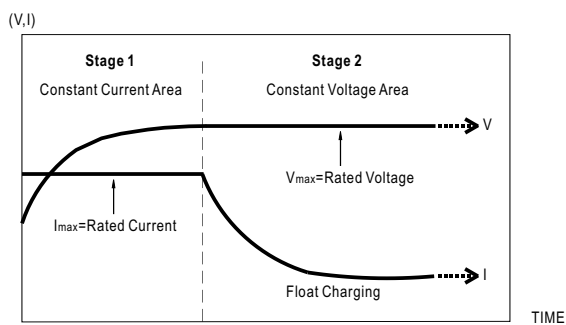 (V,I)
Stage 1
Constant Current Area
Stage 2
Constant Voltage Area
V
Vmax=Rated Voltage
Imax=Rated Current
Float Charging
I
TIME